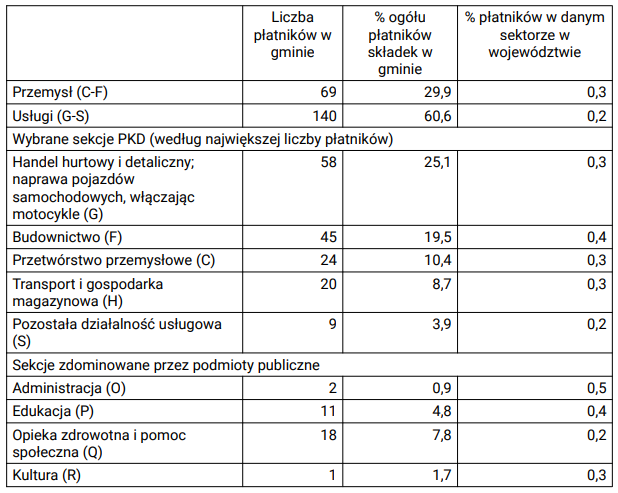 Liczba płatników w gminie | % ogółu płatników składek w gminie | % płatników w danym sektorze w województwie
Przemysł (C-F) | 69 | 29,9 | 0,3
Usługi (G-S) | 140 | 60,6 | 0,2
Wybrane sekcje PKD (według największej liczby płatników)
Handel hurtowy i detaliczny; naprawa pojazdów samochodowych, włączając motocykle (G) | 58 | 25,1 | 0,3
Budownictwo (F) | 45 | 19,5 | 0,4
Przetwórstwo przemysłowe (C) | 24 | 10,4 | 0,3
Transport i gospodarka magazynowa (H) | 20 | 8,7 | 0,3
Pozostała działalność usługowa (S) | 9 | 3,9 | 0,2
Sekcje zdominowane przez podmioty publiczne
Administracja (O) | 2 | 0,9 | 0,5
Edukacja (P) | 11 | 4,8 | 0,4
Opieka zdrowotna i pomoc społeczna (Q) | 18 | 7,8 | 0,2
Kultura (R) | 1 | 1,7 | 0,3